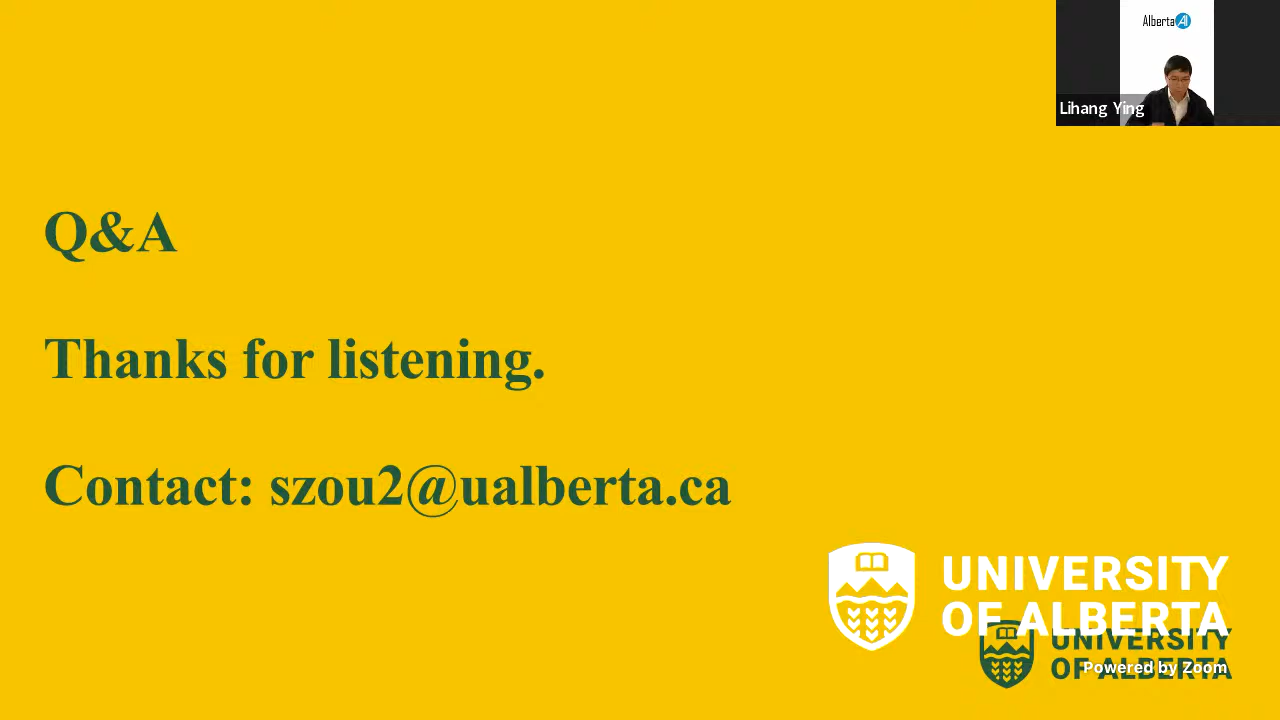 Alberta AI
Lihang Ying
Q&A
Thanks for listening.
Contact: szou2@ualberta.ca
UNIVERSITY
OF ALBERTA
UNIVERSITY
OF ALBERTA
Powered by Zoom